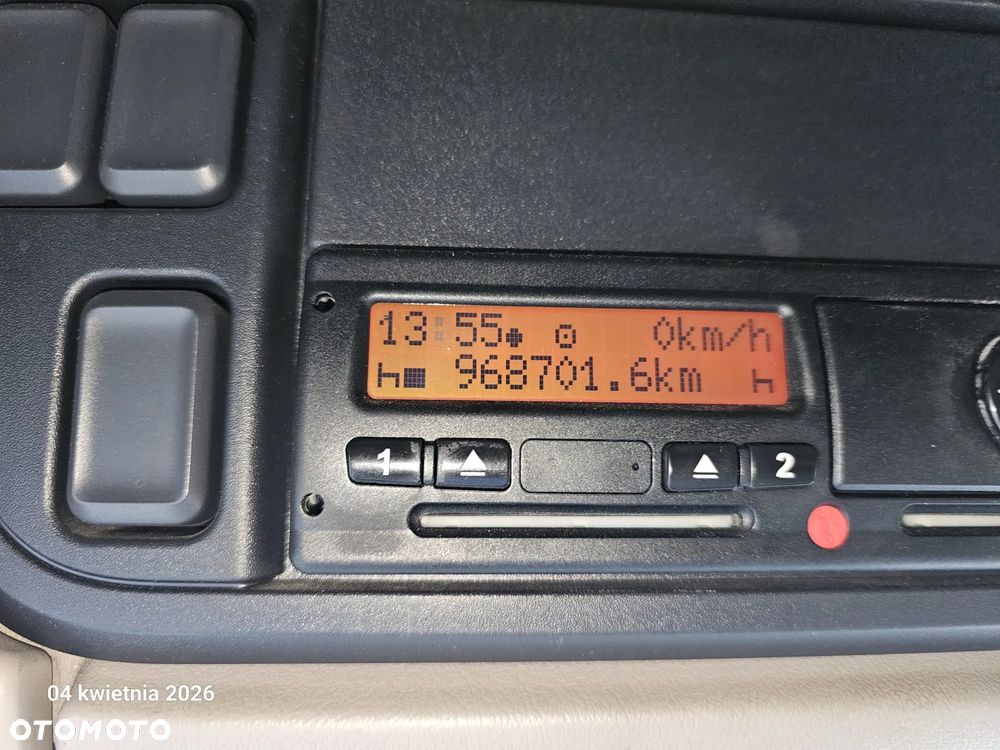 13:55 0km/h
968701.6km
1 2
04 kwietnia 2026
OTOMOTO